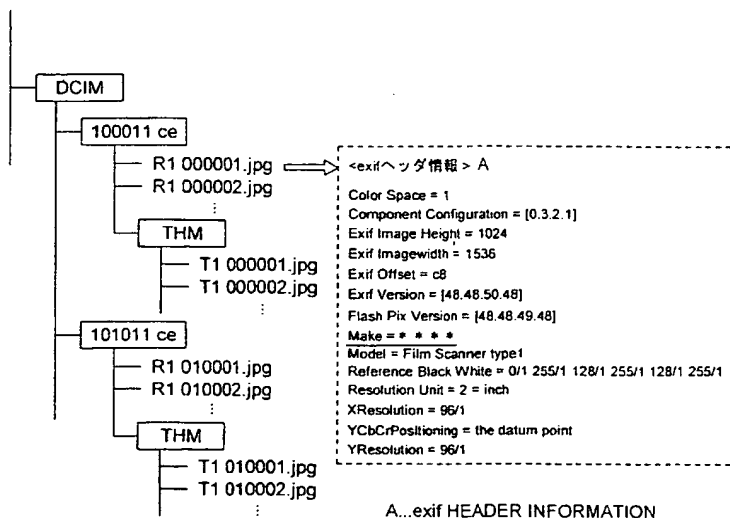 DCIM
100011 ce
R1 000001.jpg
R1 000002.jpg
⋮
THM
T1 000001.jpg
T1 000002.jpg
⋮
101011 ce
R1 010001.jpg
R1 010002.jpg
⋮
THM
T1 010001.jpg
T1 010002.jpg
⋮
<exifヘッダ情報> A
Color Space = 1
Component Configuration = [0.3.2.1]
Exif Image Height = 1024
Exif Imagewidth = 1536
Exif Offset = c8
Exif Version = [48.48.50.48]
Flash Pix Version = [48.48.49.48]
Make = * * * *
Model = Film Scanner type1
Reference Black White = 0/1 255/1 128/1 255/1 128/1 255/1
Resolution Unit = 2 = inch
XResolution = 96/1
YCbCrPositioning = the datum point
YResolution = 96/1
A...exif HEADER INFORMATION